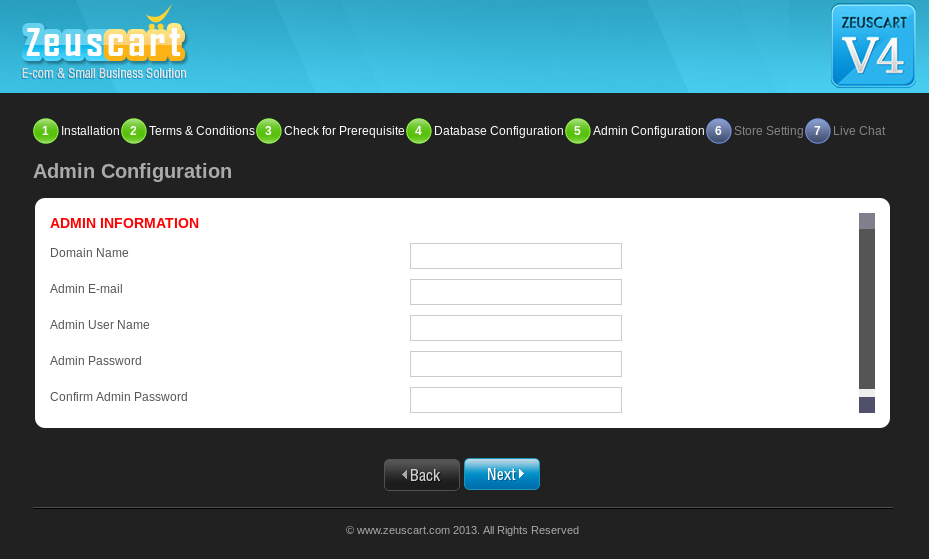 Zeuscart
E-com & Small Business Solution
ZEUSCART
V4
1 Installation 2 Terms & Conditions 3 Check for Prerequisite 4 Database Configuration 5 Admin Configuration 6 Store Setting 7 Live Chat
Admin Configuration
ADMIN INFORMATION
Domain Name
Admin E-mail
Admin User Name
Admin Password
Confirm Admin Password
Back Next
© www.zeuscart.com 2013. All Rights Reserved